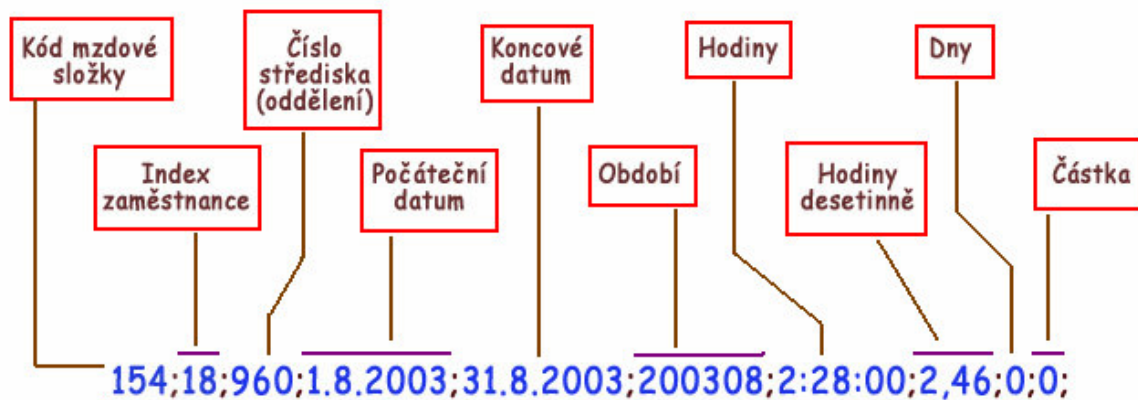 Kód mzdové
složky
Číslo
střediska
(oddělení)
Koncové
datum
Hodiny
Dny
Index
zaměstnance
Počáteční
datum
Období
Hodiny
desetinně
Částka
154;18;960;1.8.2003;31.8.2003;200308;2:28:00;2,46;0;0;